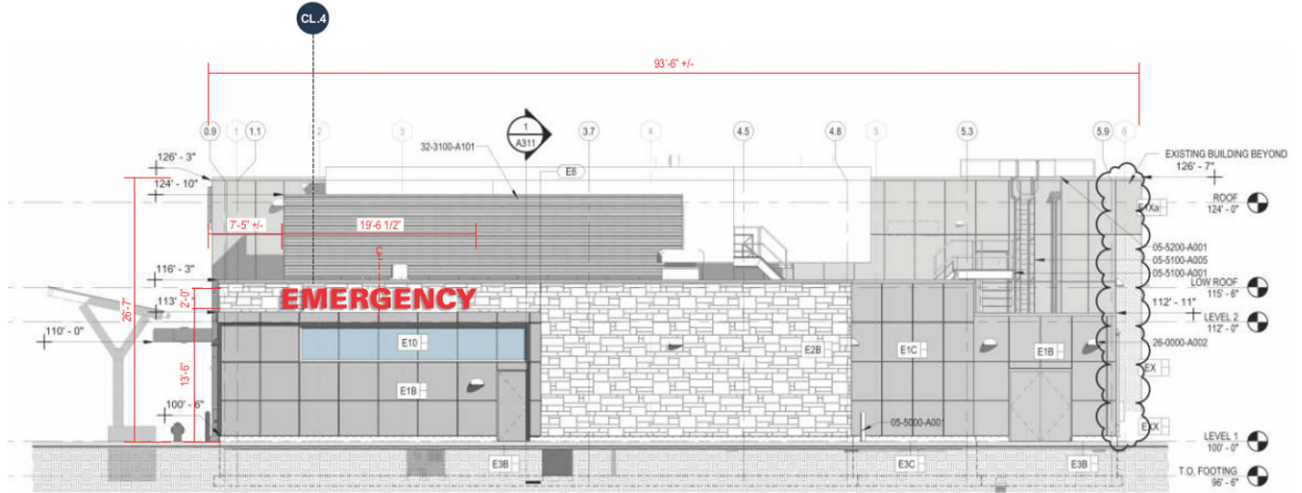 CL.4
93'-6" +/-
0.9
1
1.1
2
3
1
A311
3.7
4
4.5
4.8
5
5.3
5.9
6
32-3100-A101
E8
EXISTING BUILDING BEYOND
126' - 7"
126' - 3"
124' - 10"
ROOF
124' - 0"
7'-5" +/-
19'-6 1/2"
05-5200-A001
05-5100-A005
05-5100-A001
116' - 3"
LOW ROOF
115' - 6"
26'-7"
2'-0"
EMERGENCY
113'
112' - 11"
LEVEL 2
112' - 0"
110' - 0"
E10
E2B
E1C
E1B
26-0000-A002
EX
13'-6"
E1B
100' - 6"
05-5000-A001
LEVEL 1
100' - 0"
E3B
E3C
E3B
T.O. FOOTING
96' - 6"